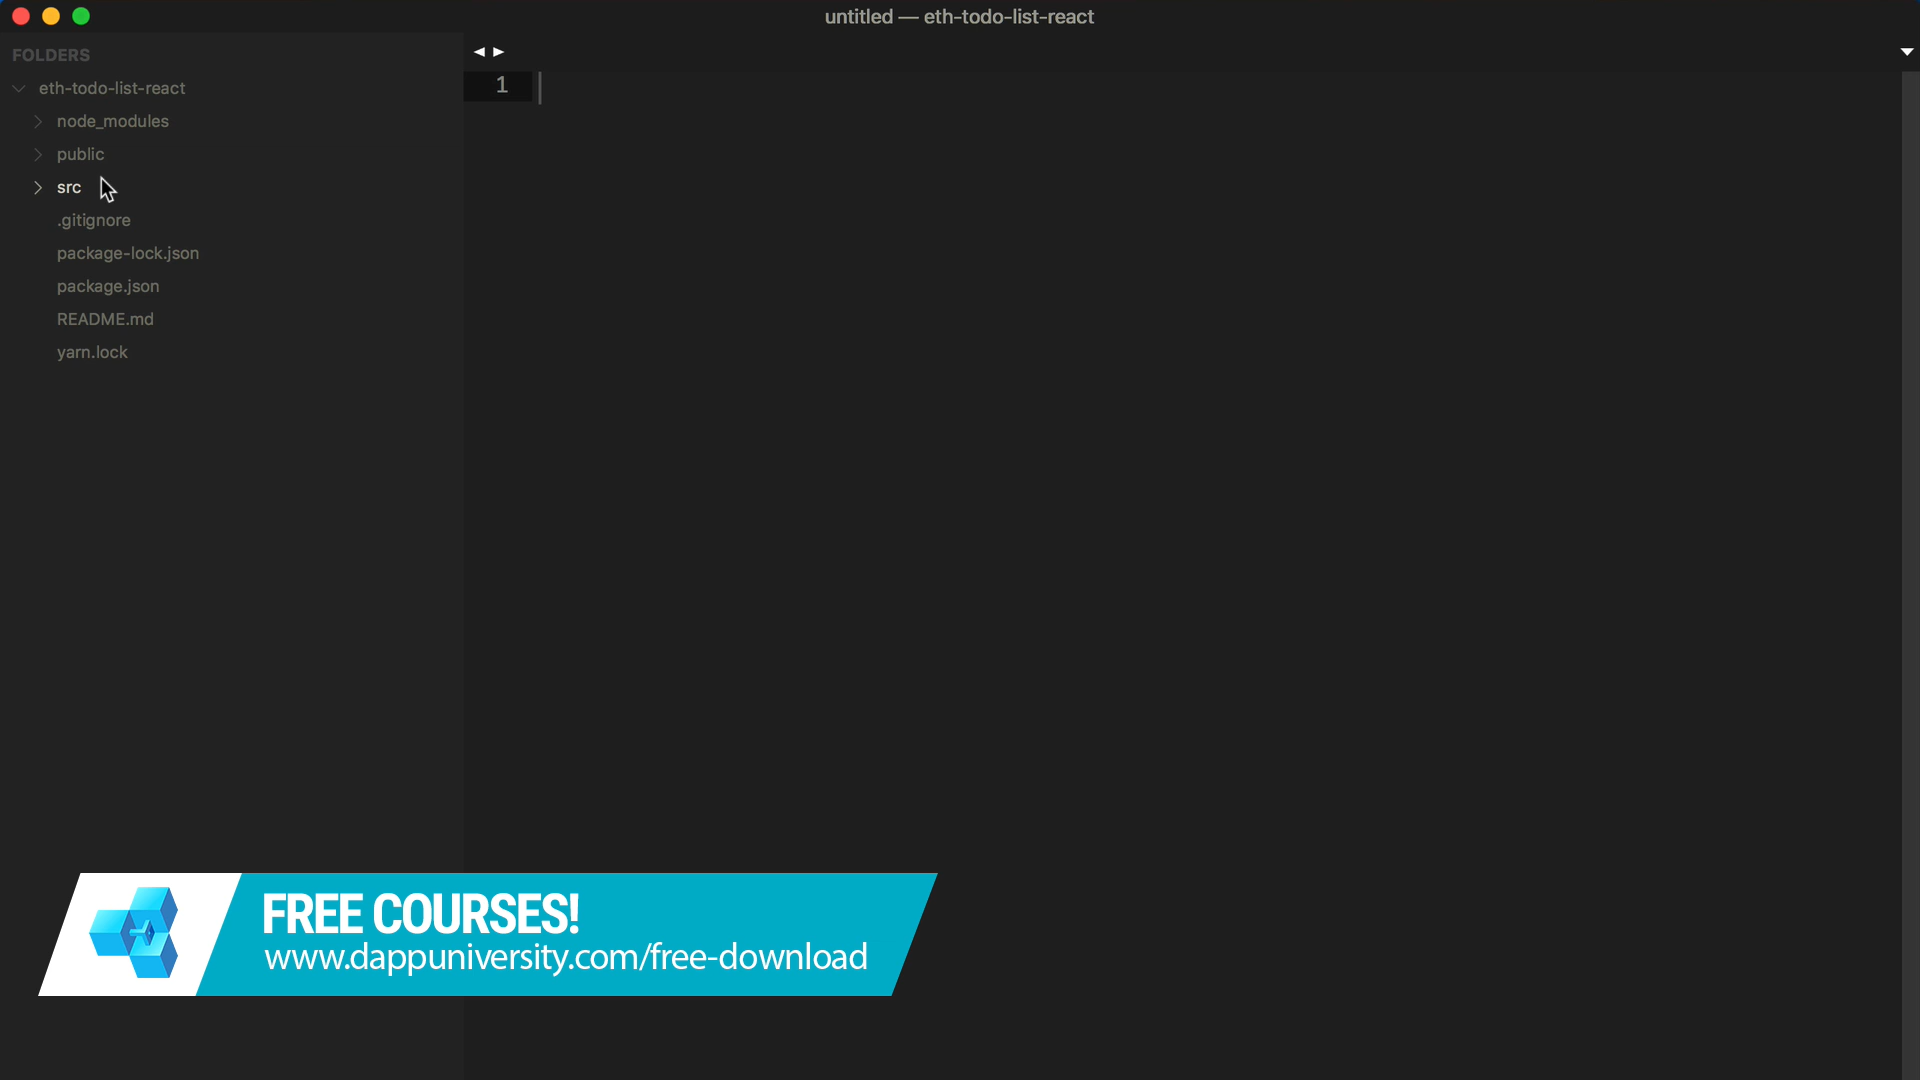 untitled — eth-todo-list-react
FOLDERS
eth-todo-list-react
node_modules
public
src
.gitignore
package-lock.json
package.json
README.md
yarn.lock
1
FREE COURSES!
www.dappuniversity.com/free-download